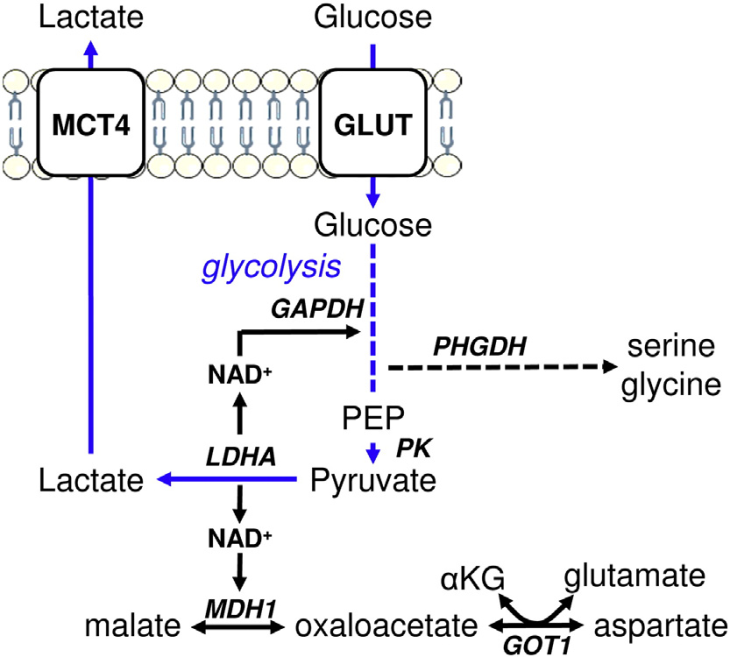 Lactate
Glucose
MCT4
GLUT
Glucose
glycolysis
GAPDH
NAD⁺
PHGDH
serine
glycine
PEP
PK
LDHA
Lactate
Pyruvate
NAD⁺
αKG
glutamate
MDH1
malate
oxaloacetate
aspartate
GOT1